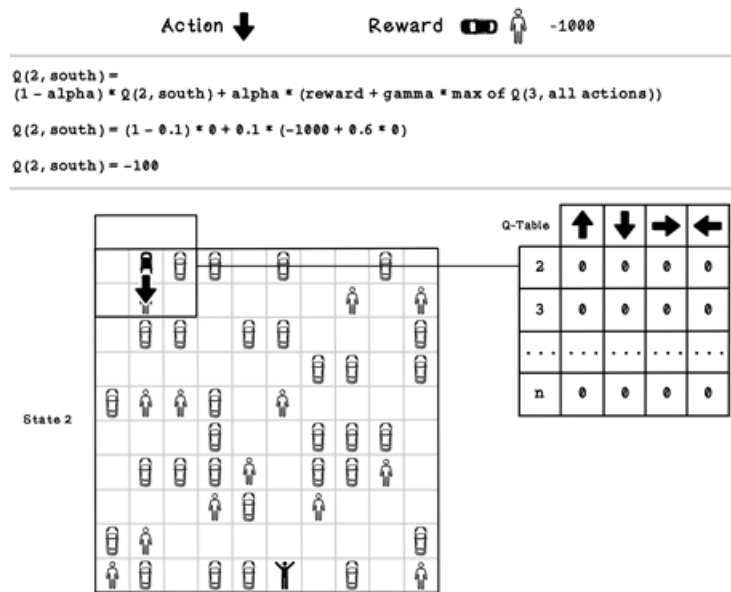 Action Reward -1000
Q(2, south) =
(1 - alpha) * Q(2, south) + alpha * (reward + gamma * max of Q(3, all actions))
Q(2, south) = (1 - 0.1) * 0 + 0.1 * (-1000 + 0.6 * 0)
Q(2, south) = -100
Q-Table
2 0 0 0 0
3 0 0 0 0
... ... ... ... ...
n 0 0 0 0
State 2